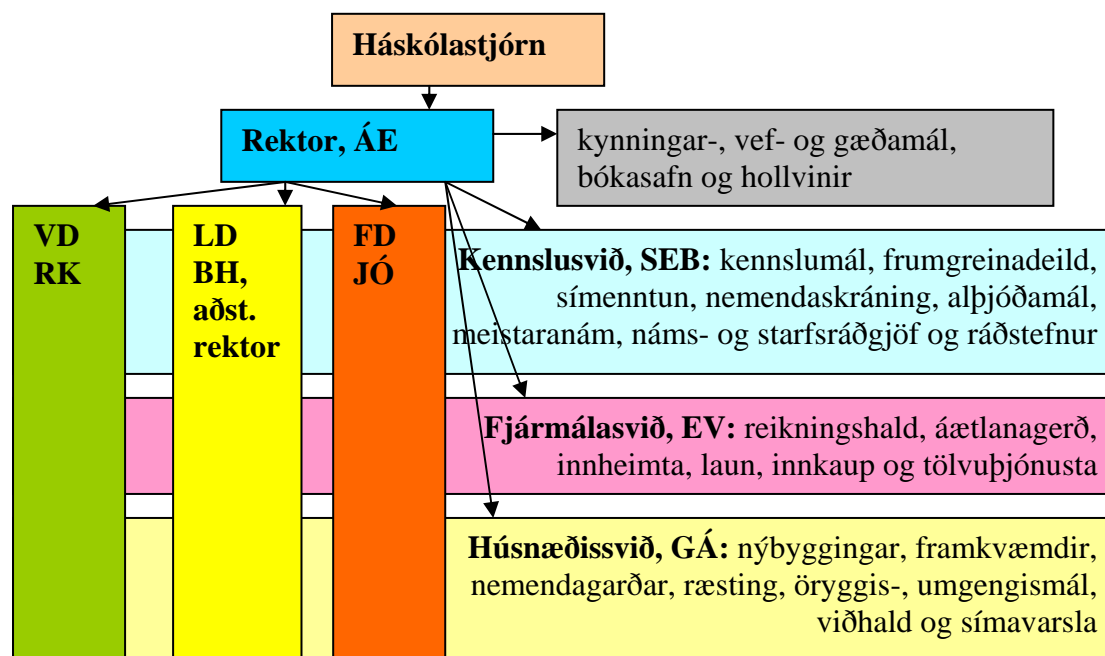 Háskólastjórn
Rektor, ÁE
kynningar-, vef- og gæðamál,
bókasafn og hollvinir
VD
RK
LD
BH,
aðst.
rektor
FD
JÓ
Kennslusvið, SEB: kennslumál, frumgreinadeild,
símenntun, nemendaskráning, alþjóðamál,
meistaranám, náms- og starfsráðgjöf og ráðstefnur
Fjármálasvið, EV: reikningshald, áætlanagerð,
innheimta, laun, innkaup og tölvuþjónusta
Húsnæðissvið, GÁ: nýbyggingar, framkvæmdir,
nemendagarðar, ræsting, öryggis-, umgengismál,
viðhald og símavarsla